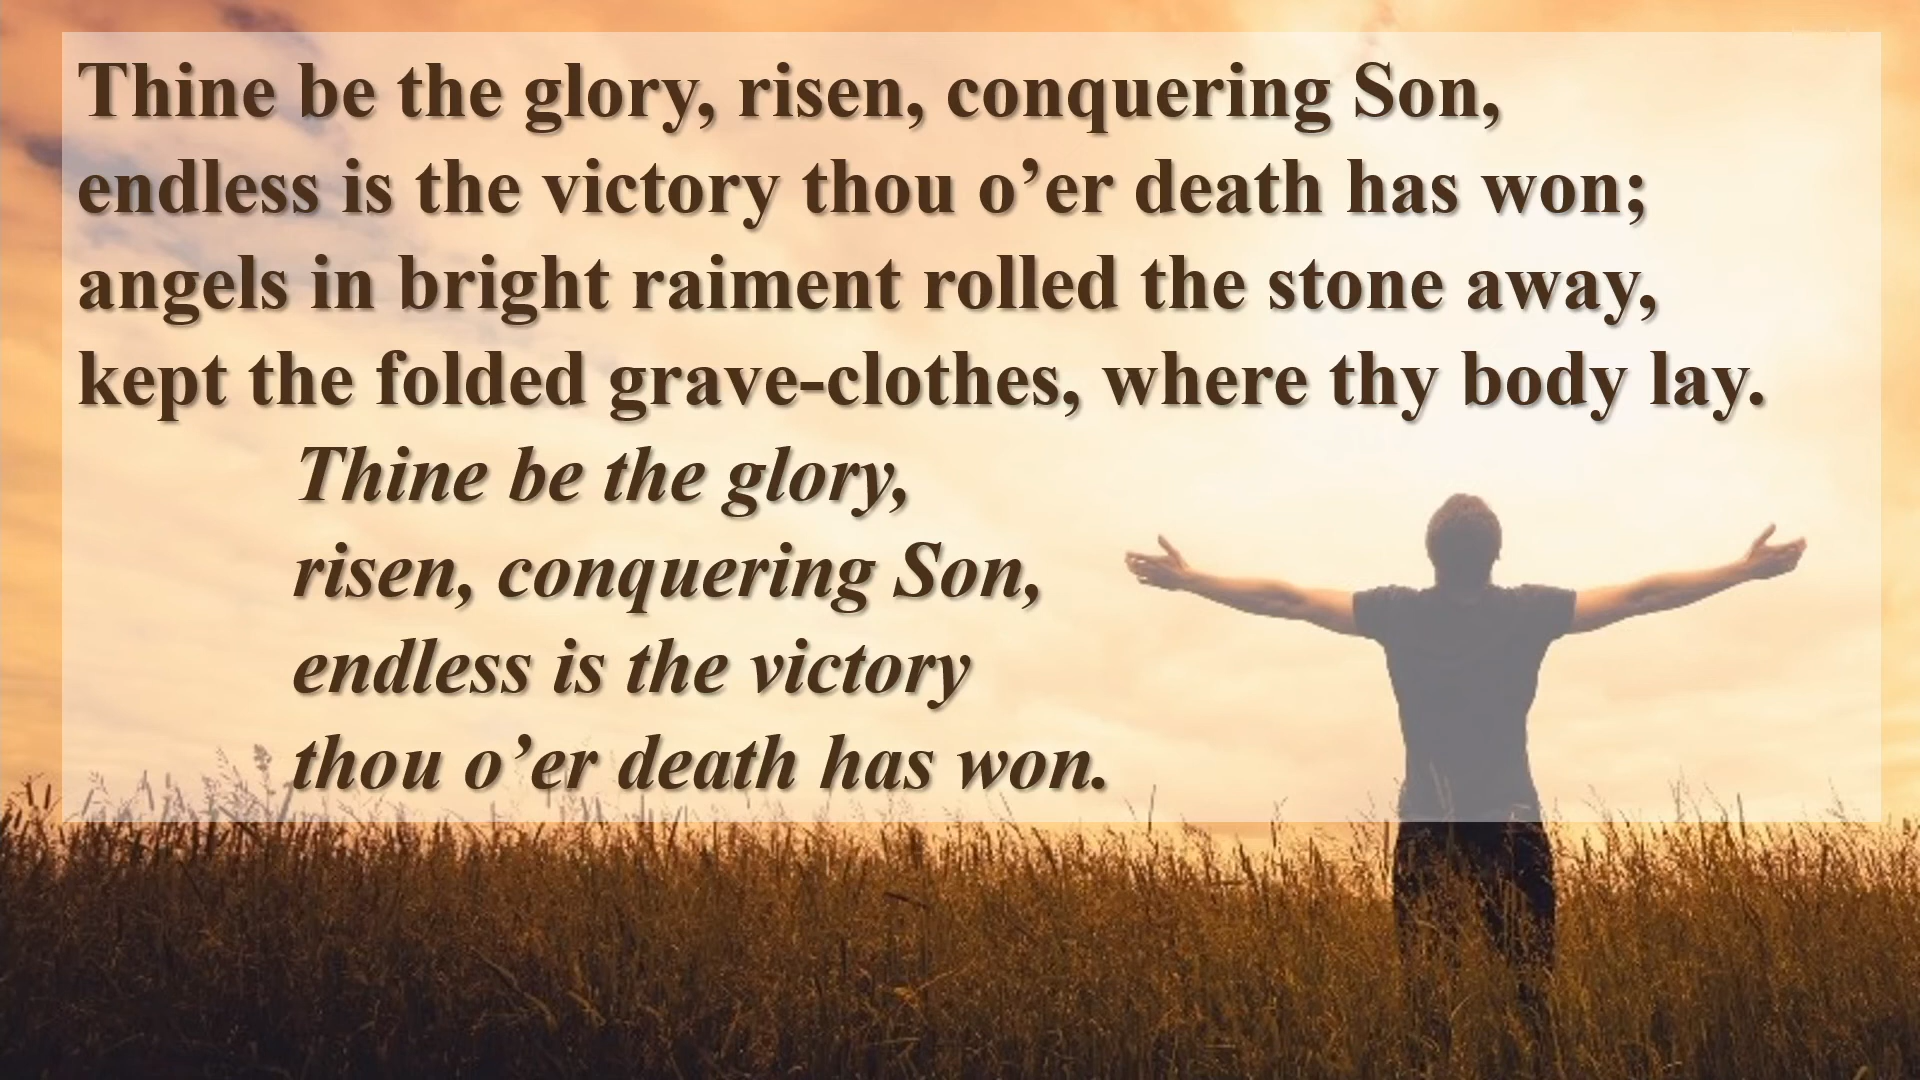 Thine be the glory, risen, conquering Son,
endless is the victory thou o’er death has won;
angels in bright raiment rolled the stone away,
kept the folded grave-clothes, where thy body lay.
Thine be the glory,
risen, conquering Son,
endless is the victory
thou o’er death has won.